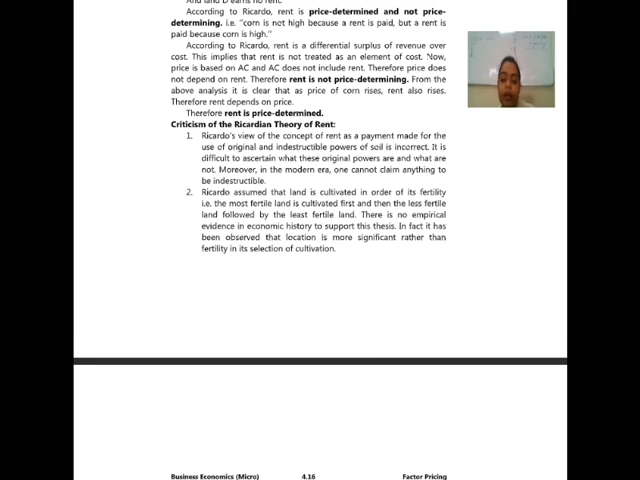 And land D earns no rent.
According to Ricardo, rent is price-determined and not price-
determining. i.e. "corn is not high because a rent is paid, but a rent is
paid because corn is high."
According to Ricardo, rent is a differential surplus of revenue over
cost. This implies that rent is not treated as an element of cost. Now,
price is based on AC and AC does not include rent. Therefore price does
not depend on rent. Therefore rent is not price-determining. From the
above analysis it is clear that as price of corn rises, rent also rises.
Therefore rent depends on price.
Therefore rent is price-determined.
Criticism of the Ricardian Theory of Rent:
1. Ricardo's view of the concept of rent as a payment made for the
use of original and indestructible powers of soil is incorrect. It is
difficult to ascertain what these original powers are and what are
not. Moreover, in the modern era, one cannot claim anything to
be indestructible.
2. Ricardo assumed that land is cultivated in order of its fertility
i.e. the most fertile land is cultivated first and then the less fertile
land followed by the least fertile land. There is no empirical
evidence in economic history to support this thesis. In fact it has
been observed that location is more significant rather than
fertility in its selection of cultivation.
Business Economics (Micro) 4.16 Factor Pricing